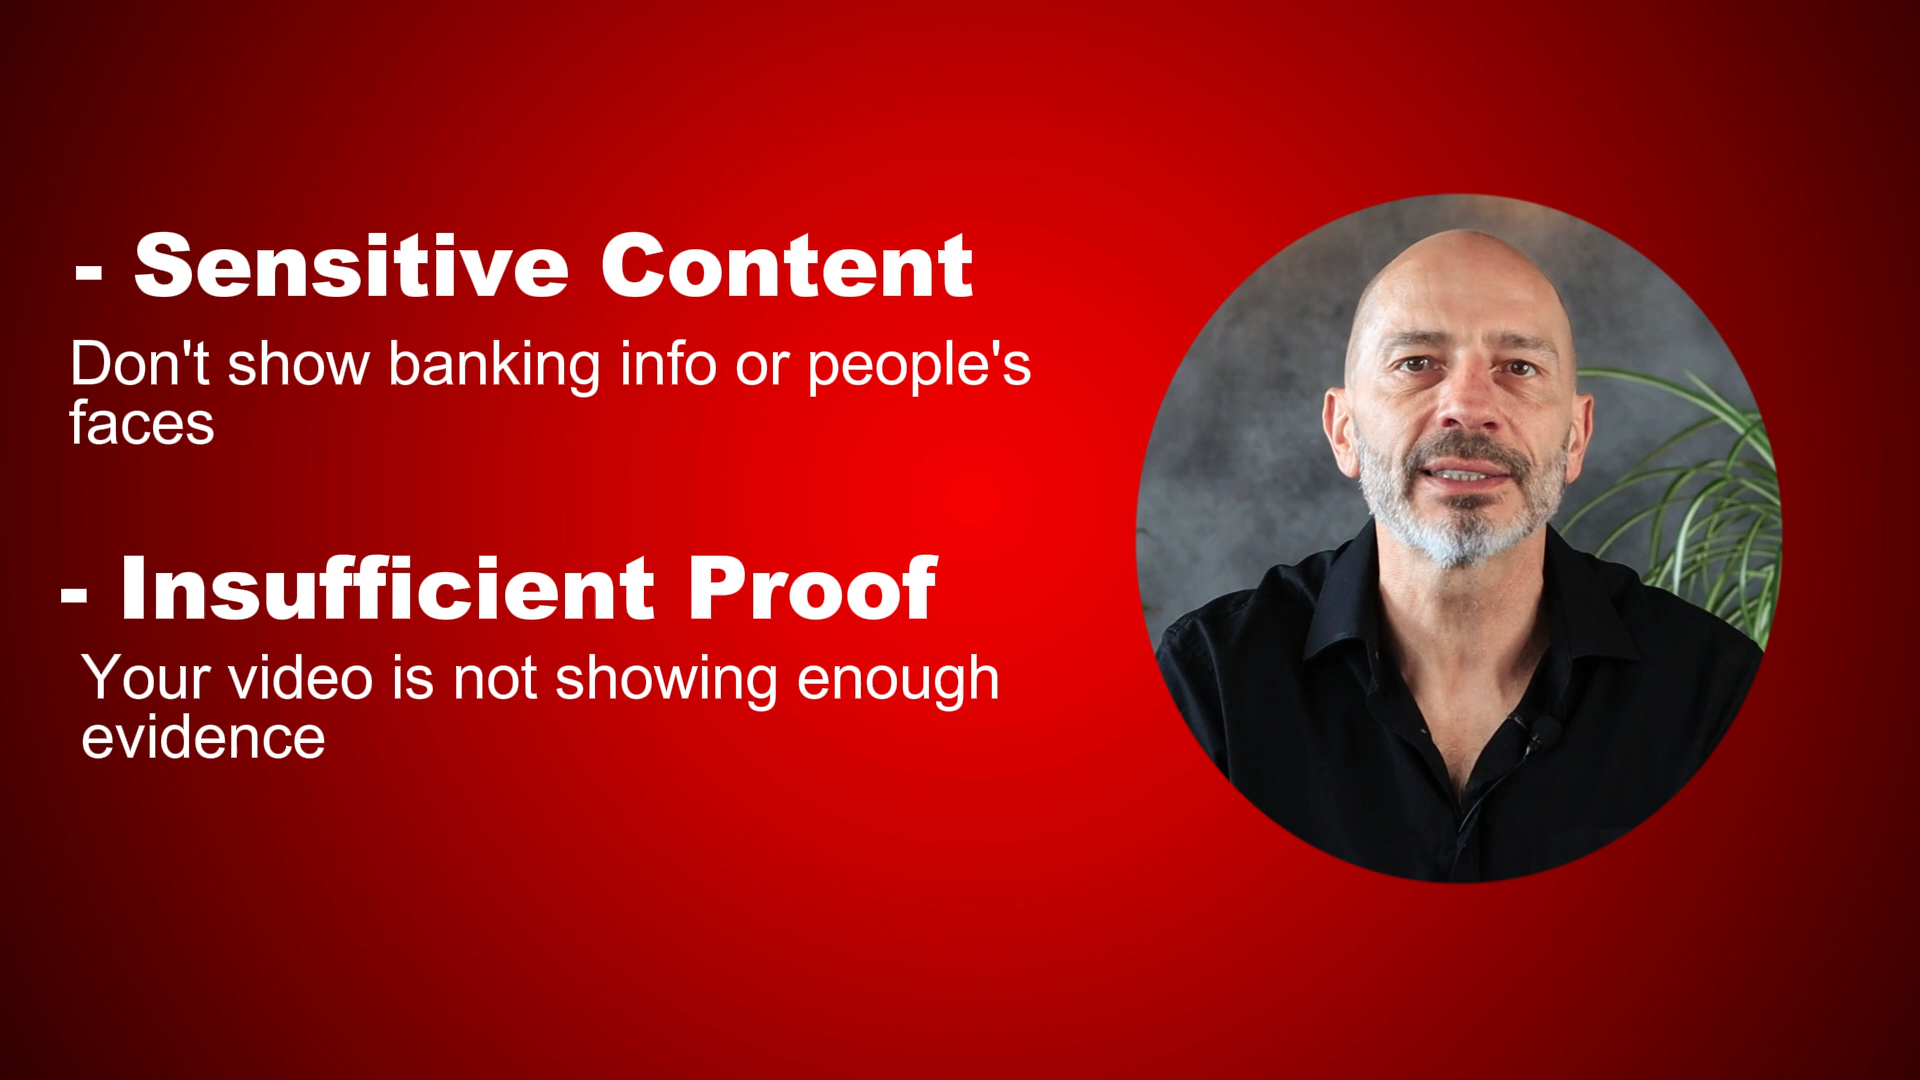 - Sensitive Content
Don't show banking info or people's
faces
- Insufficient Proof
Your video is not showing enough
evidence